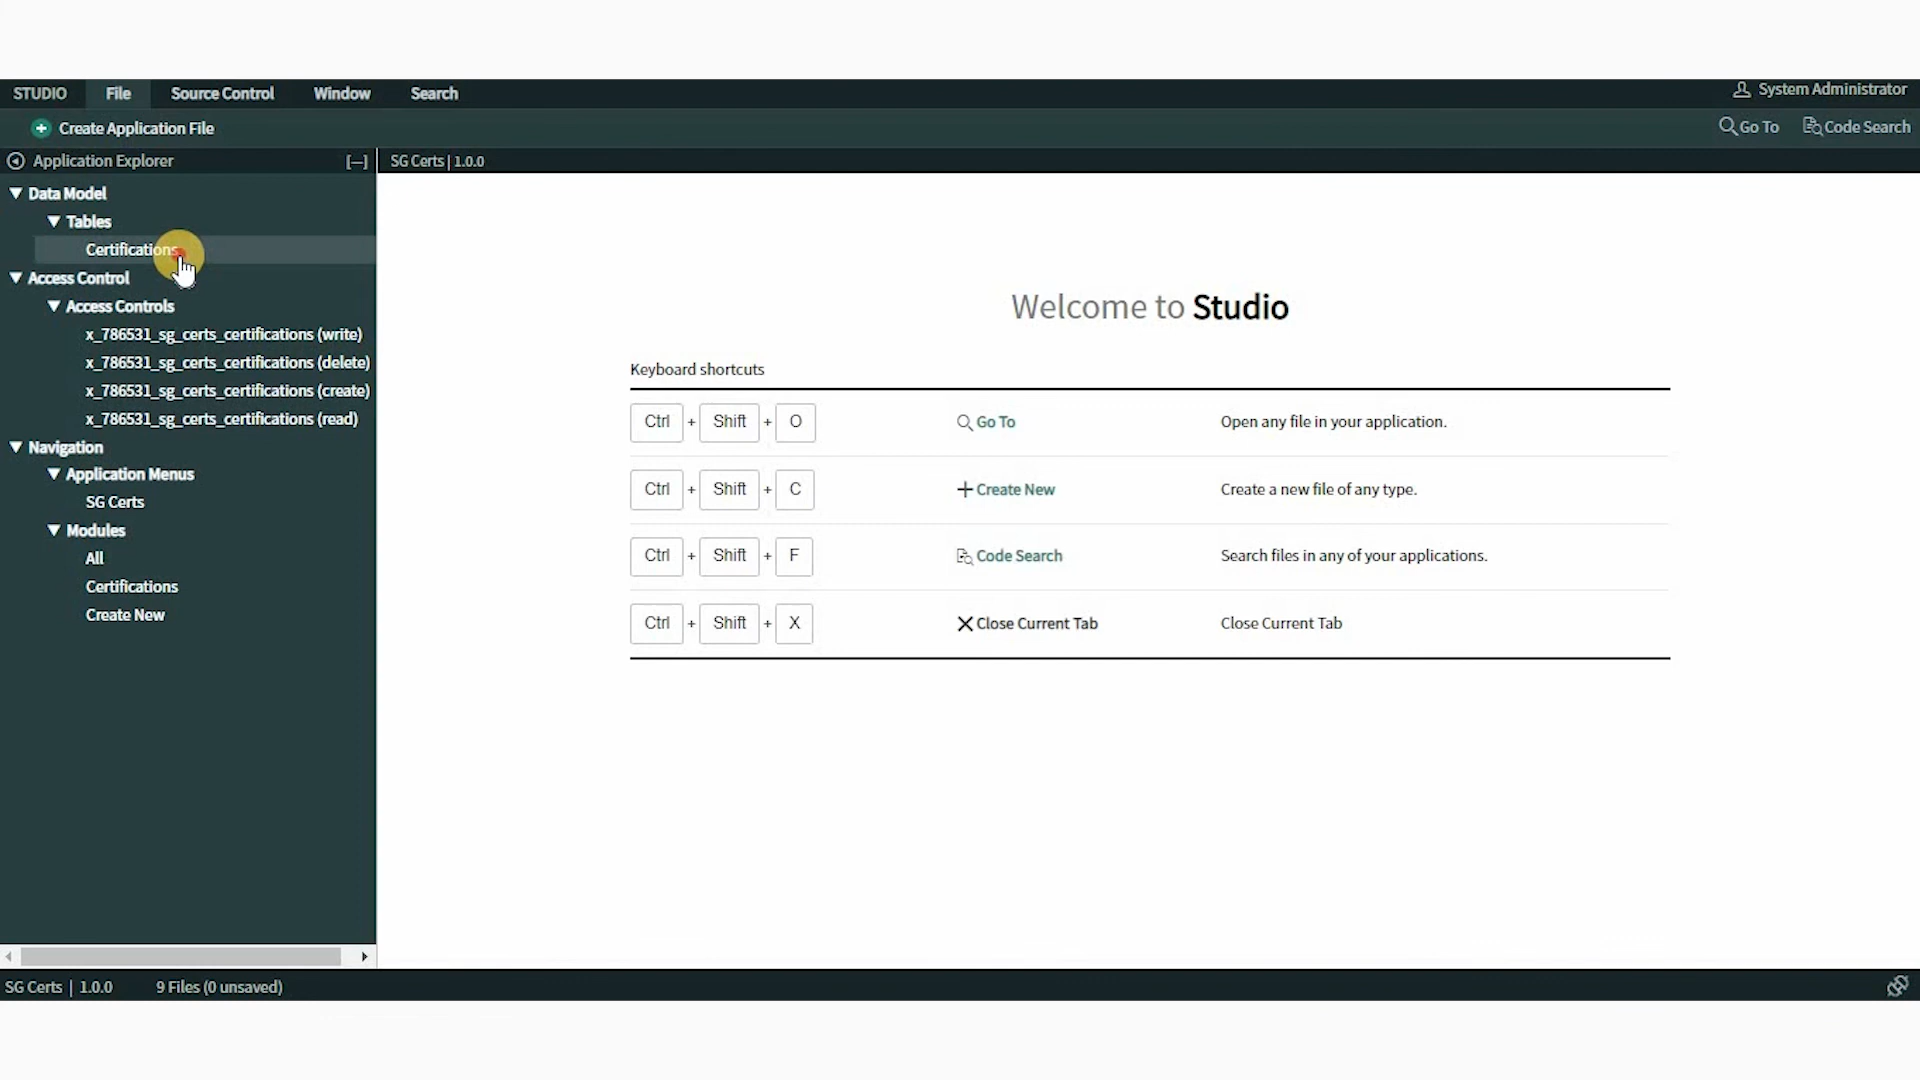 STUDIO File Source Control Window Search System Administrator
Create Application File Go To Code Search
Application Explorer [—] SG Certs | 1.0.0
Data Model
Tables
Certifications
Access Control
Access Controls
x_786531_sg_certs_certifications (write)
x_786531_sg_certs_certifications (delete)
x_786531_sg_certs_certifications (create)
x_786531_sg_certs_certifications (read)
Navigation
Application Menus
SG Certs
Modules
All
Certifications
Create New
Welcome to Studio
Keyboard shortcuts
Ctrl + Shift + O Go To Open any file in your application.
Ctrl + Shift + C Create New Create a new file of any type.
Ctrl + Shift + F Code Search Search files in any of your applications.
Ctrl + Shift + X Close Current Tab Close Current Tab
SG Certs | 1.0.0 9 Files (0 unsaved)